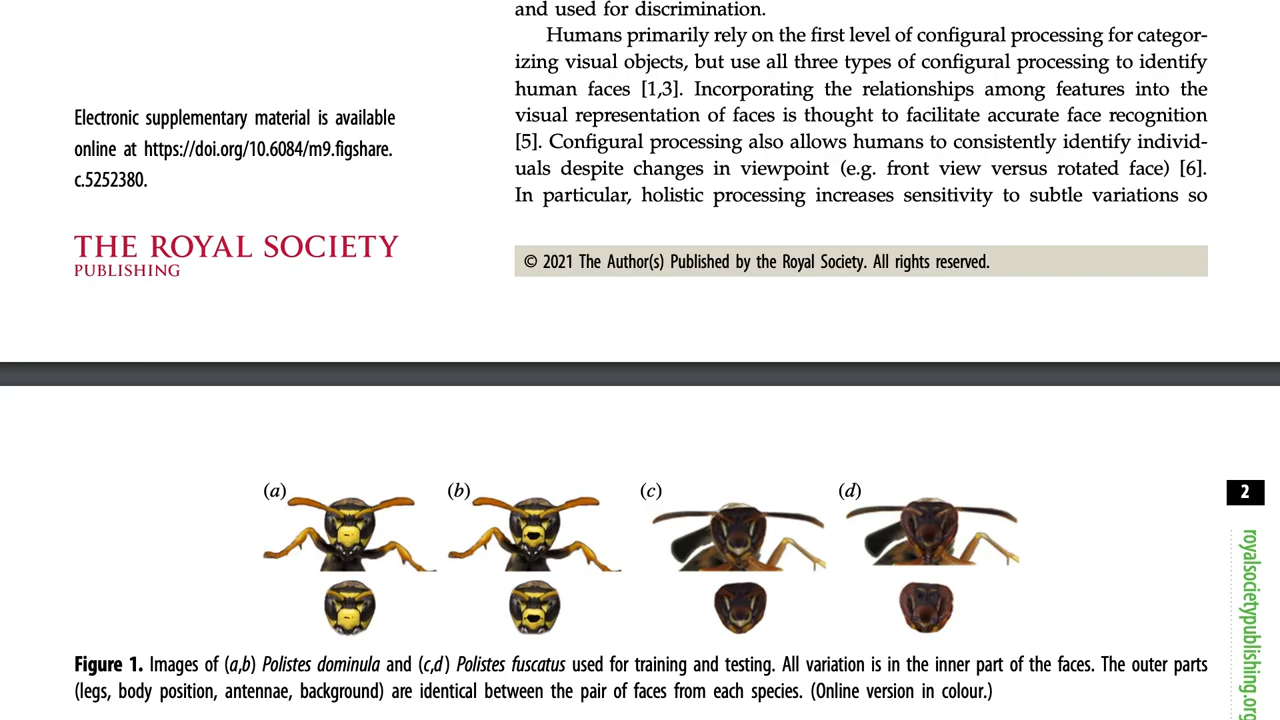 and used for discrimination.
Humans primarily rely on the first level of configural processing for categor-
izing visual objects, but use all three types of configural processing to identify
human faces [1,3]. Incorporating the relationships among features into the
visual representation of faces is thought to facilitate accurate face recognition
[5]. Configural processing also allows humans to consistently identify individ-
uals despite changes in viewpoint (e.g. front view versus rotated face) [6].
In particular, holistic processing increases sensitivity to subtle variations so
Electronic supplementary material is available
online at https://doi.org/10.6084/m9.figshare.
c.5252380.
THE ROYAL SOCIETY
PUBLISHING
© 2021 The Author(s) Published by the Royal Society. All rights reserved.
(a) (b) (c) (d)
2
royalsocietypublishing.org
Figure 1. Images of (a,b) Polistes dominula and (c,d) Polistes fuscatus used for training and testing. All variation is in the inner part of the faces. The outer parts
(legs, body position, antennae, background) are identical between the pair of faces from each species. (Online version in colour.)